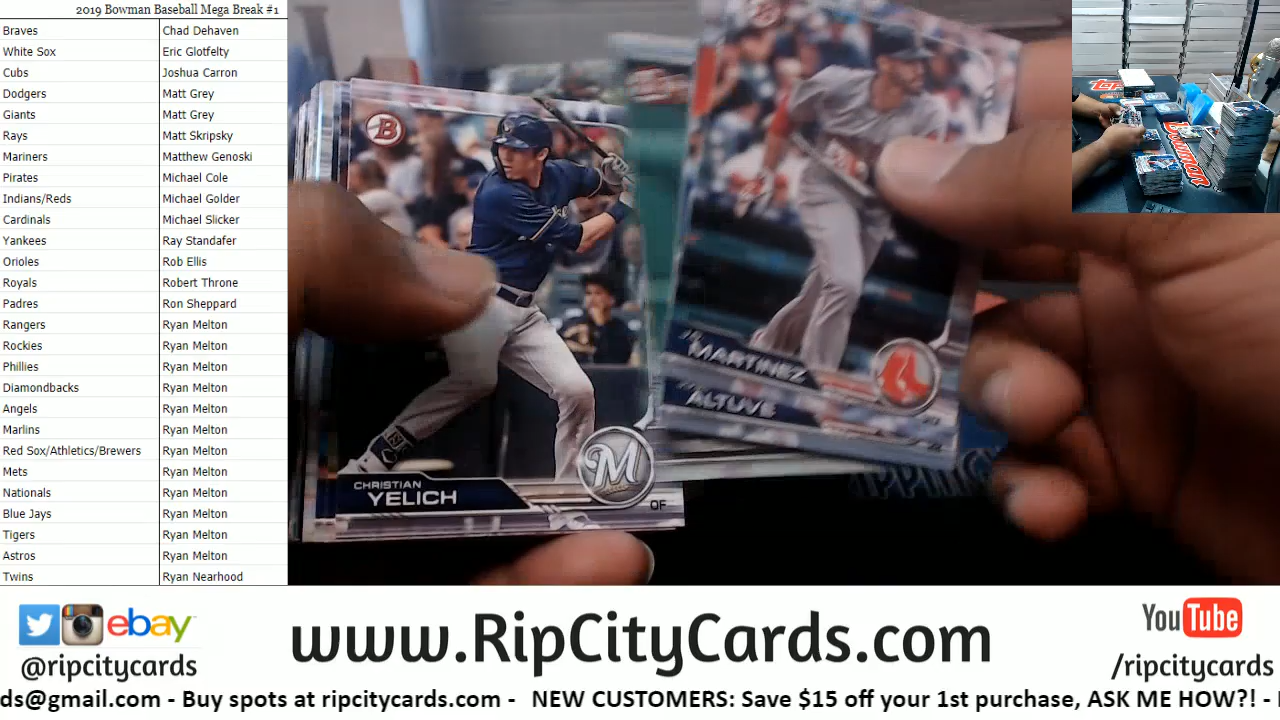 2019 Bowman Baseball Mega Break #1
Braves Chad Dehaven
White Sox Eric Glotfelty
Cubs Joshua Carron
Dodgers Matt Grey
Giants Matt Grey
Rays Matt Skripsky
Mariners Matthew Genoski
Pirates Michael Cole
Indians/Reds Michael Golder
Cardinals Michael Slicker
Yankees Ray Standafer
Orioles Rob Ellis
Royals Robert Throne
Padres Ron Sheppard
Rangers Ryan Melton
Rockies Ryan Melton
Phillies Ryan Melton
Diamondbacks Ryan Melton
Angels Ryan Melton
Marlins Ryan Melton
Red Sox/Athletics/Brewers Ryan Melton
Mets Ryan Melton
Nationals Ryan Melton
Blue Jays Ryan Melton
Tigers Ryan Melton
Astros Ryan Melton
Twins Ryan Nearhood
B
M
CHRISTIAN
YELICH
OF
MARTINEZ
ALTUVE
Topps
Bowman
ebay
@ripcitycards
www.RipCityCards.com
YouTube
/ripcitycards
ds@gmail.com - Buy spots at ripcitycards.com - NEW CUSTOMERS: Save $15 off your 1st purchase, ASK ME HOW?! -